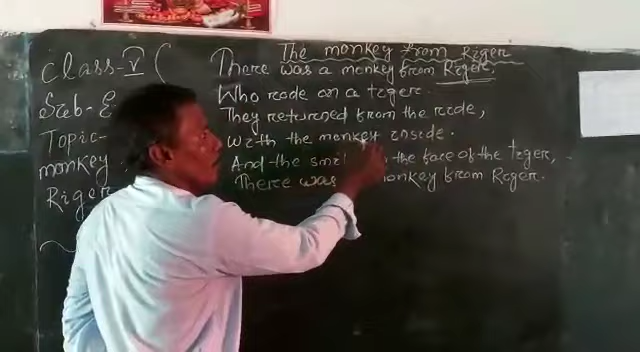 Class-V (
Sub-E
Topic-
monkey
Riger
The monkey from Riger
There was a monkey from Riger,
Who rode on a tiger.
They returned from the ride,
With the monkey inside.
And the smil the face of the tiger,
There was monkey from Riger.